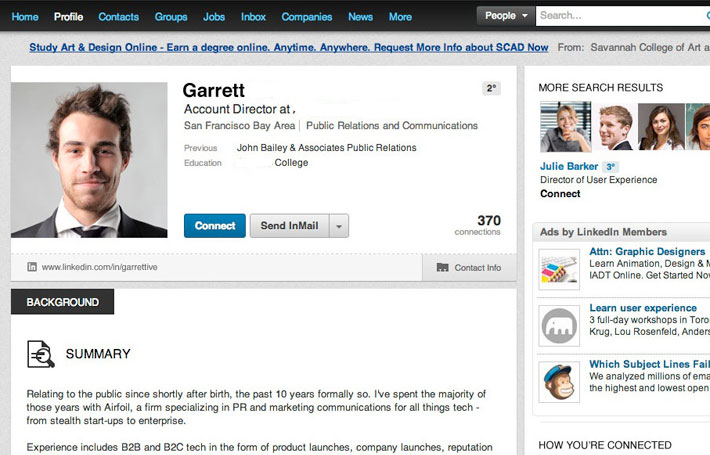 Home Profile Contacts Groups Jobs Inbox Companies News More People Search...
Study Art & Design Online - Earn a degree online. Anytime. Anywhere. Request More Info about SCAD Now From: Savannah College of Art a
Garrett
2°
Account Director at
San Francisco Bay Area Public Relations and Communications
Previous John Bailey & Associates Public Relations
Education College
Connect Send InMail
370
connections
www.linkedin.com/in/garrettive
Contact Info
BACKGROUND
SUMMARY
Relating to the public since shortly after birth, the past 10 years formally so. I've spent the majority of
those years with Airfoil, a firm specializing in PR and marketing communications for all things tech -
from stealth start-ups to enterprise.
Experience includes B2B and B2C tech in the form of product launches, company launches, reputation
MORE SEARCH RESULTS
Julie Barker 3°
Director of User Experience
Connect
Ads by LinkedIn Members
Attn: Graphic Designers
Learn Animation, Design &
IADT Online. Get Started Now
Learn user experience
3 full-day workshops in Toro
Krug, Lou Rosenfeld, Anders
Which Subject Lines Fail
We analyzed millions of ema
the highest and lowest open
HOW YOU'RE CONNECTED